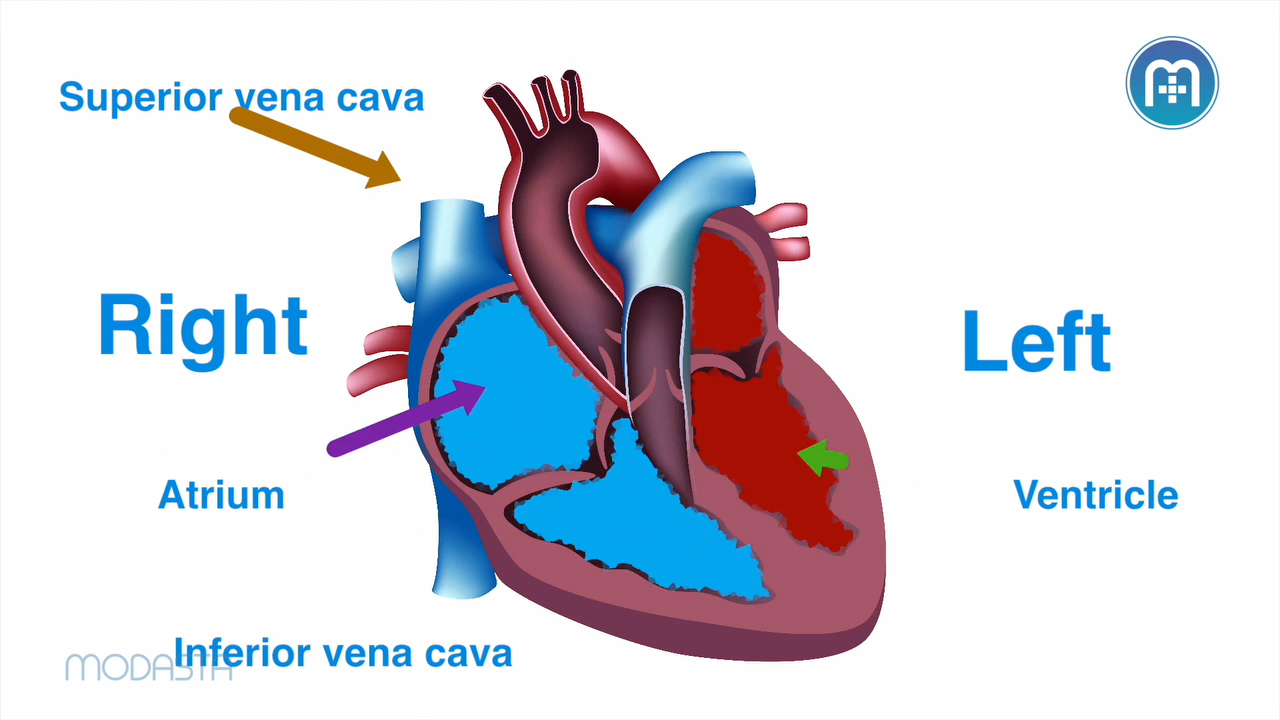 Superior vena cava
Right
Left
Atrium
Ventricle
Inferior vena cava
MODASTA